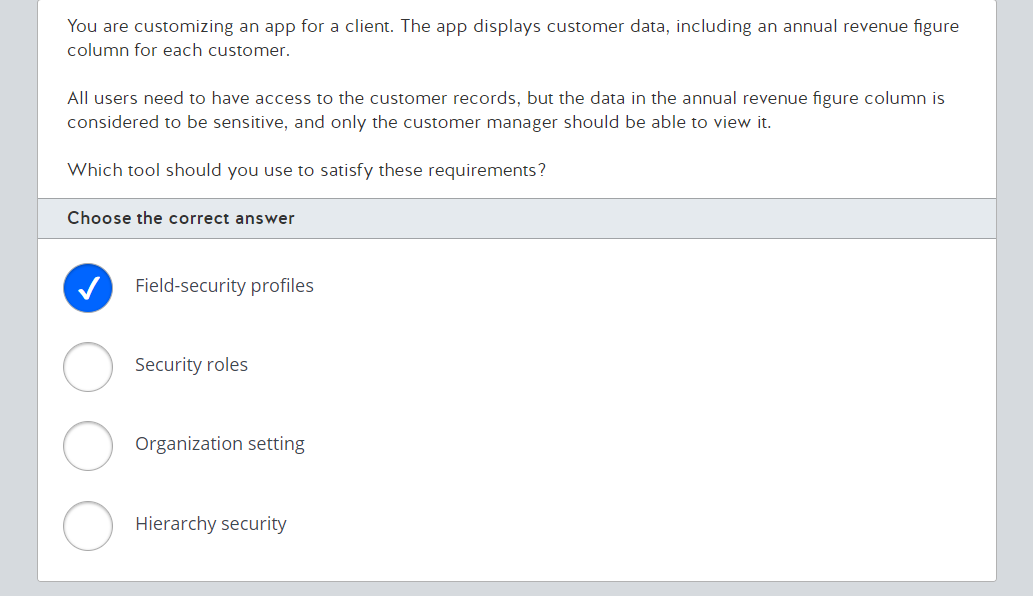 You are customizing an app for a client. The app displays customer data, including an annual revenue figure
column for each customer.
All users need to have access to the customer records, but the data in the annual revenue figure column is
considered to be sensitive, and only the customer manager should be able to view it.
Which tool should you use to satisfy these requirements?
Choose the correct answer
Field-security profiles
Security roles
Organization setting
Hierarchy security